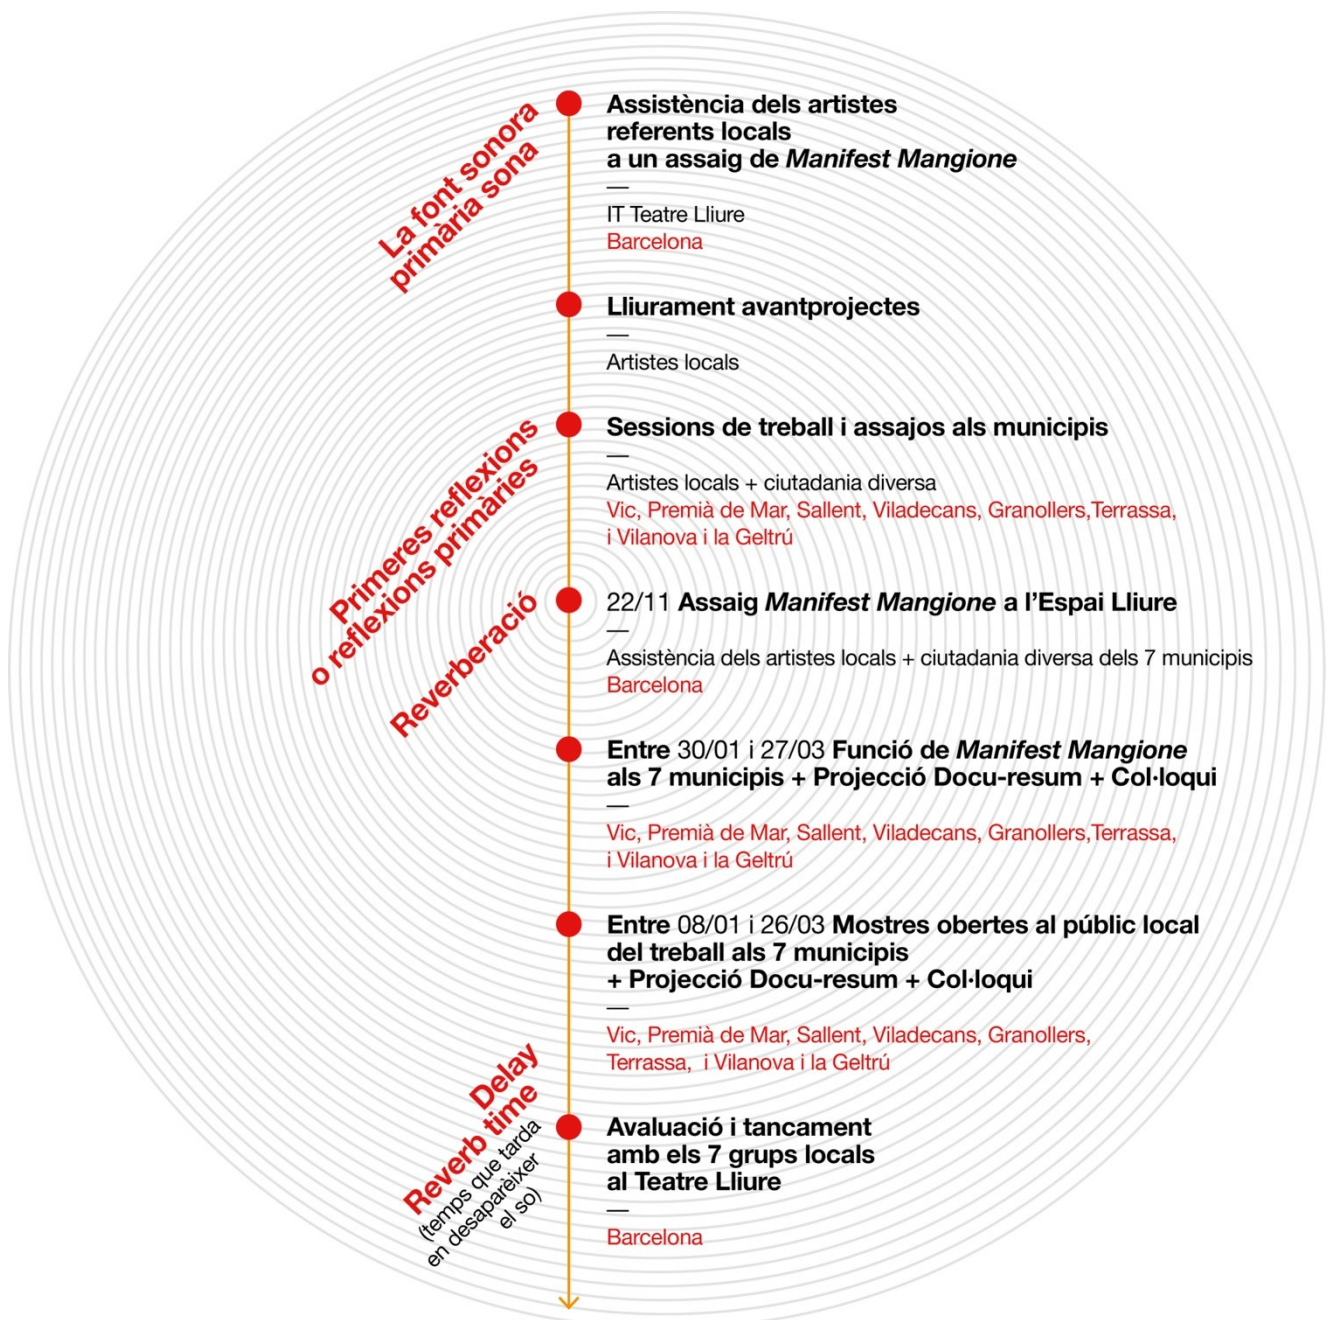 La font sonora
primària sona
Assistència dels artistes
referents locals
a un assaig de Manifest Mangione
—
IT Teatre Lliure
Barcelona
Lliurament avantprojectes
—
Artistes locals
Primeres reflexions
o reflexions primàries
Sessions de treball i assajos als municipis
—
Artistes locals + ciutadania diversa
Vic, Premià de Mar, Sallent, Viladecans, Granollers,Terrassa,
i Vilanova i la Geltrú
Reverberació
22/11 Assaig Manifest Mangione a l’Espai Lliure
—
Assistència dels artistes locals + ciutadania diversa dels 7 municipis
Barcelona
Entre 30/01 i 27/03 Funció de Manifest Mangione
als 7 municipis + Projecció Docu-resum + Col·loqui
—
Vic, Premià de Mar, Sallent, Viladecans, Granollers,Terrassa,
i Vilanova i la Geltrú
Entre 08/01 i 26/03 Mostres obertes al públic local
del treball als 7 municipis
+ Projecció Docu-resum + Col·loqui
—
Vic, Premià de Mar, Sallent, Viladecans, Granollers,
Terrassa,  i Vilanova i la Geltrú
Delay
Reverb time
(temps que tarda
en desaparèixer
el so)
Avaluació i tancament
amb els 7 grups locals
al Teatre Lliure
—
Barcelona